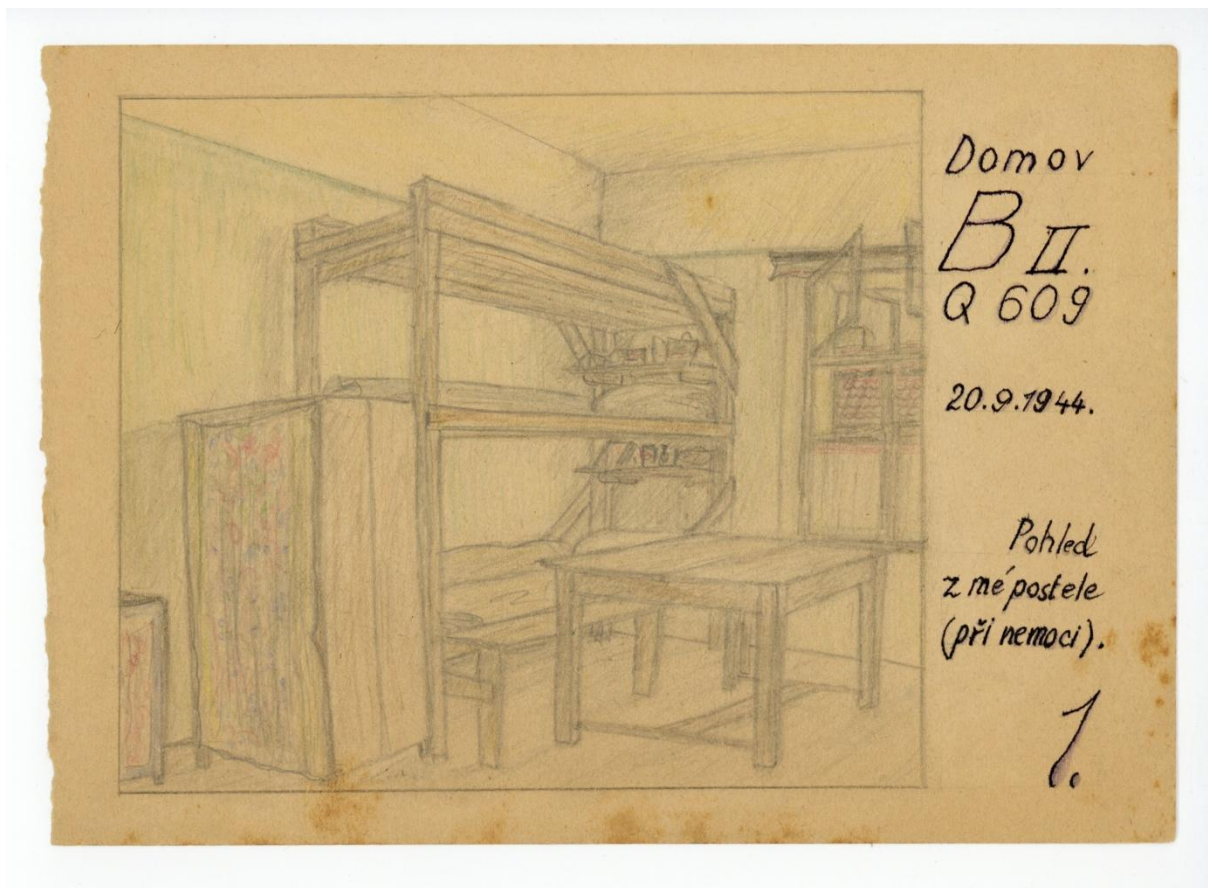 Domov
B II.
Q 609
20.9.1944.
Pohled
z mé postele
(při nemoci).
1.